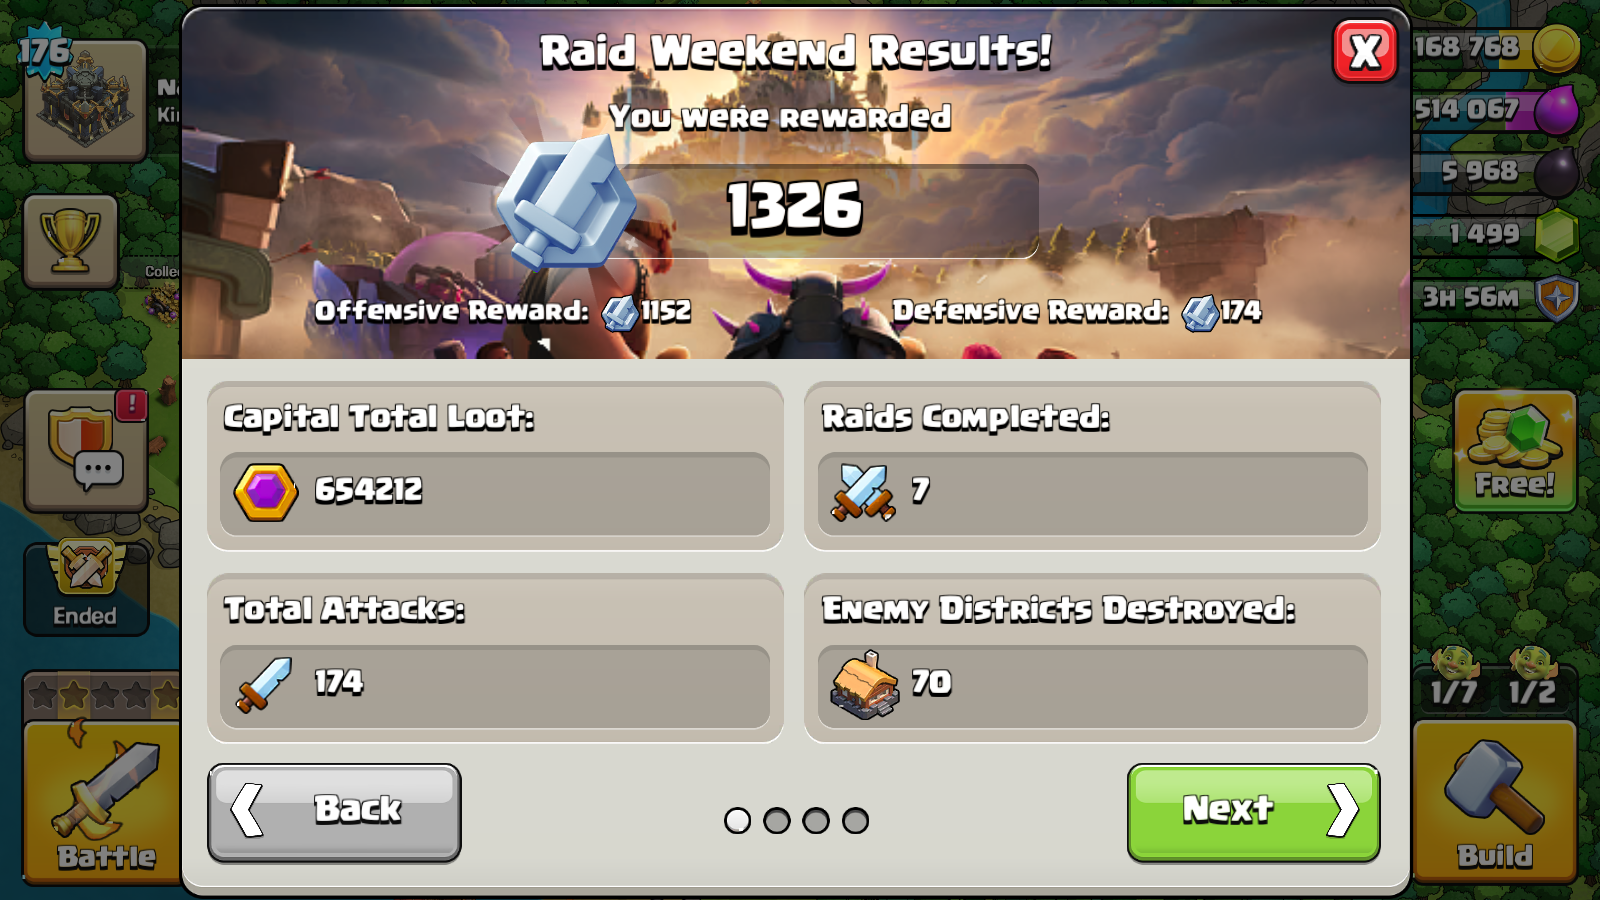 Raid Weekend Results!
X
You were rewarded
1326
Offensive Reward: 1152
Defensive Reward: 174
Capital Total Loot:
654212
Raids Completed:
7
Total Attacks:
174
Enemy Districts Destroyed:
70
Back
Next
176
!
Ended
Battle
168 768
514 067
5 968
1 499
3H 56M
Free!
1/7
1/2
Build